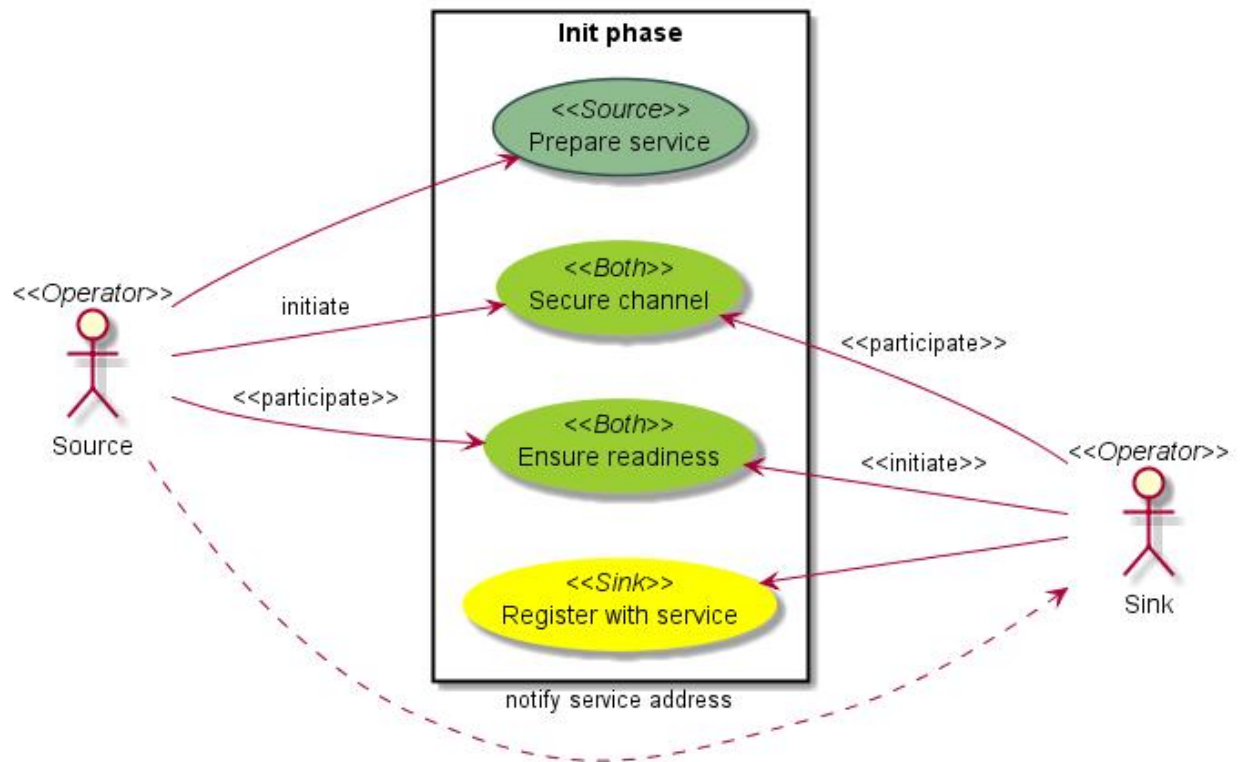 Init phase
<<Source>>
Prepare service
<<Both>>
Secure channel
<<Operator>>
Source
initiate
<<participate>>
<<participate>>
<<Both>>
Ensure readiness
<<initiate>>
<<Operator>>
Sink
<<Sink>>
Register with service
notify service address